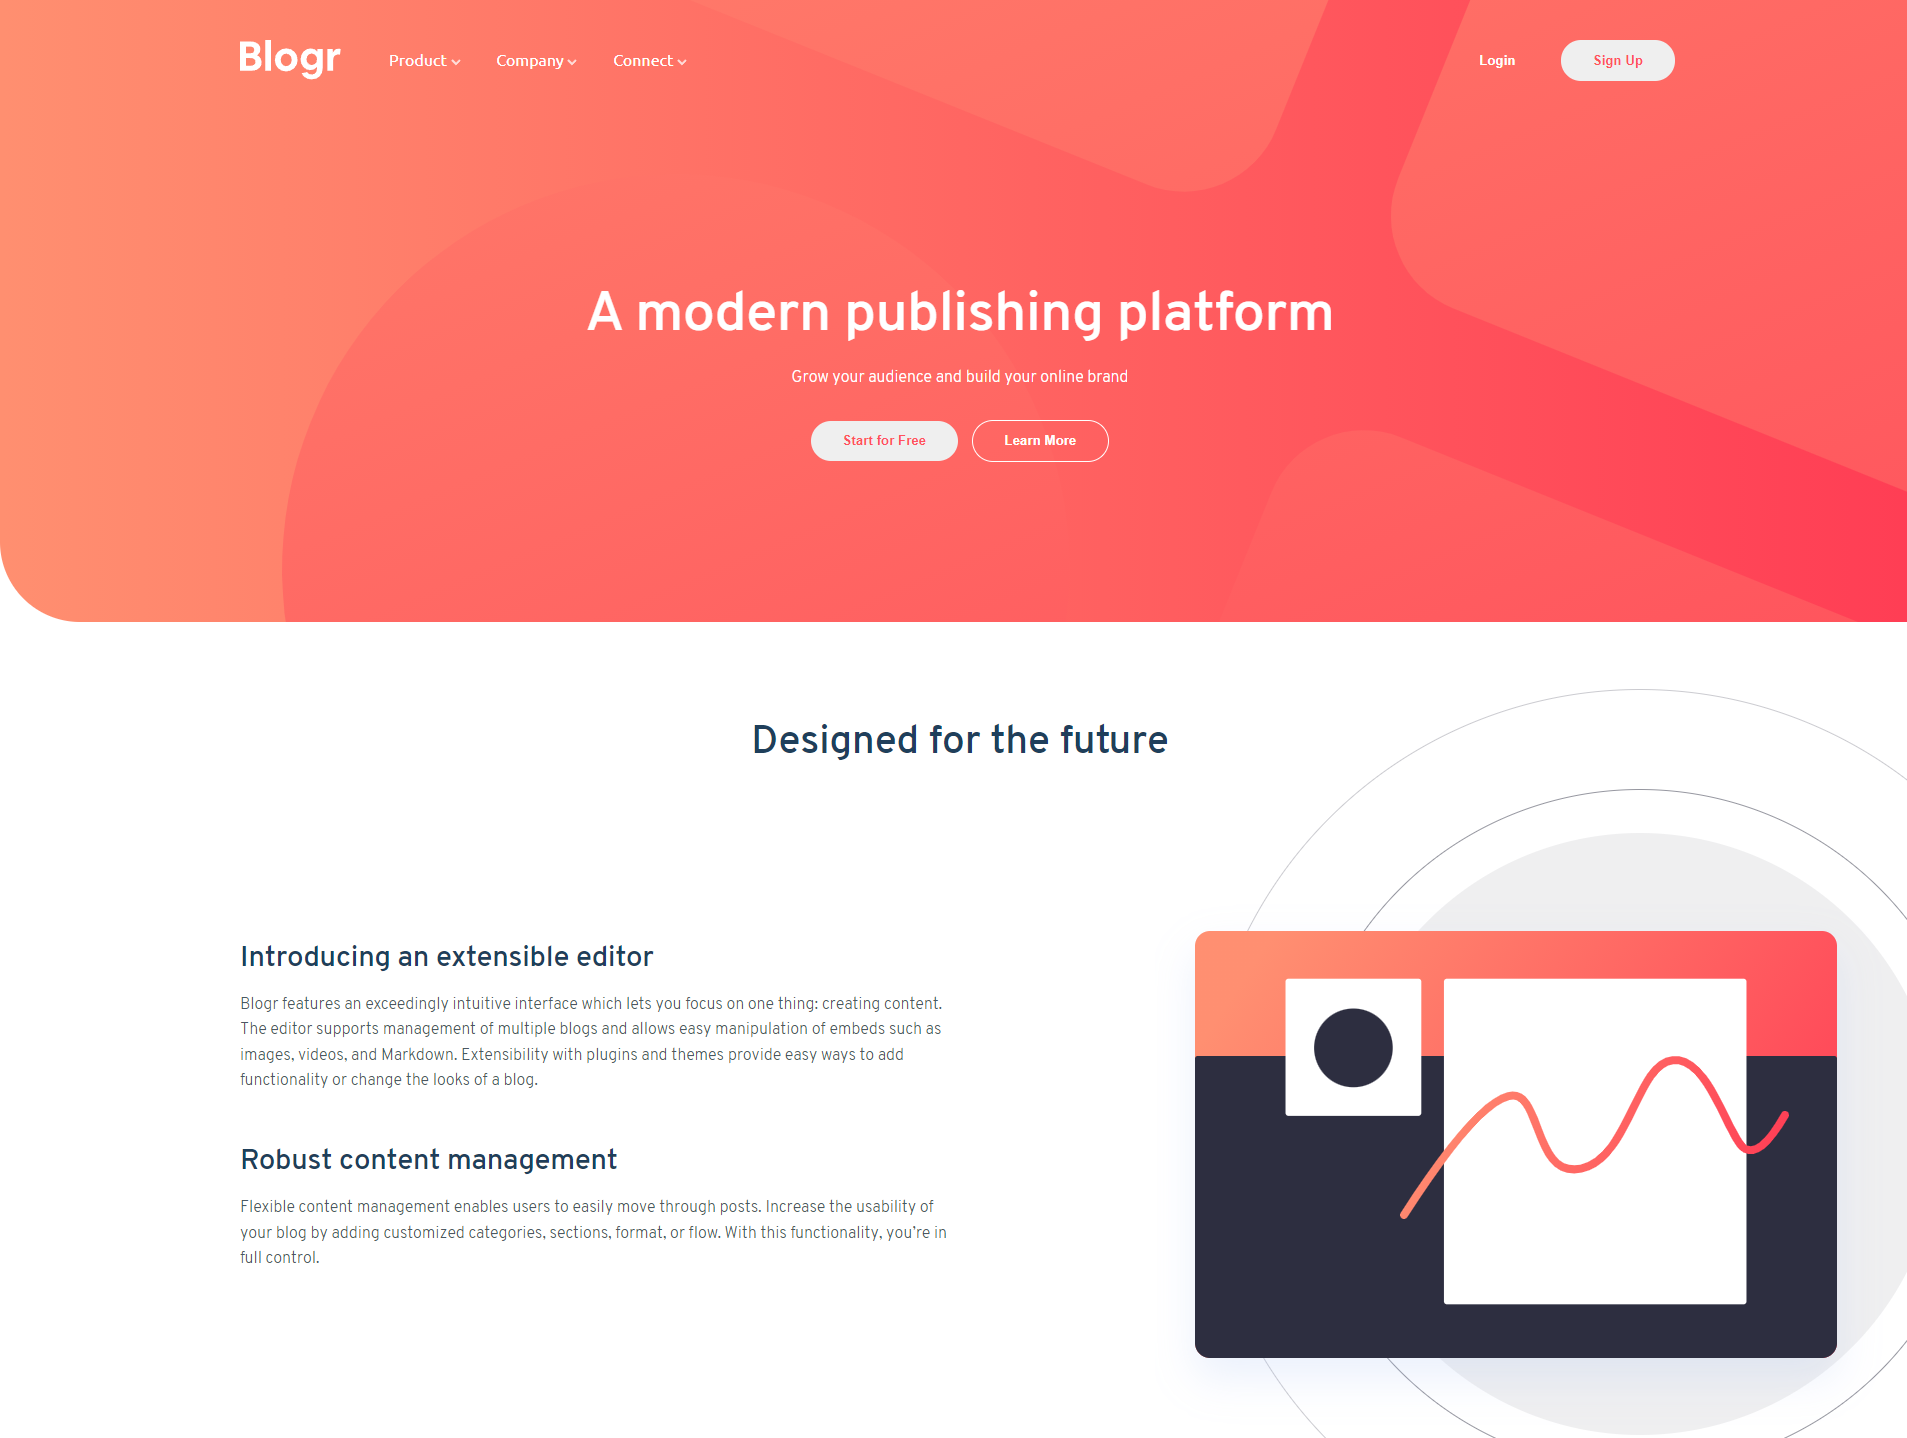 Blogr Product Company Connect Login Sign Up
A modern publishing platform
Grow your audience and build your online brand
Start for Free Learn More
Designed for the future
Introducing an extensible editor
Blogr features an exceedingly intuitive interface which lets you focus on one thing: creating content.
The editor supports management of multiple blogs and allows easy manipulation of embeds such as
images, videos, and Markdown. Extensibility with plugins and themes provide easy ways to add
functionality or change the looks of a blog.
Robust content management
Flexible content management enables users to easily move through posts. Increase the usability of
your blog by adding customized categories, sections, format, or flow. With this functionality, you’re in
full control.